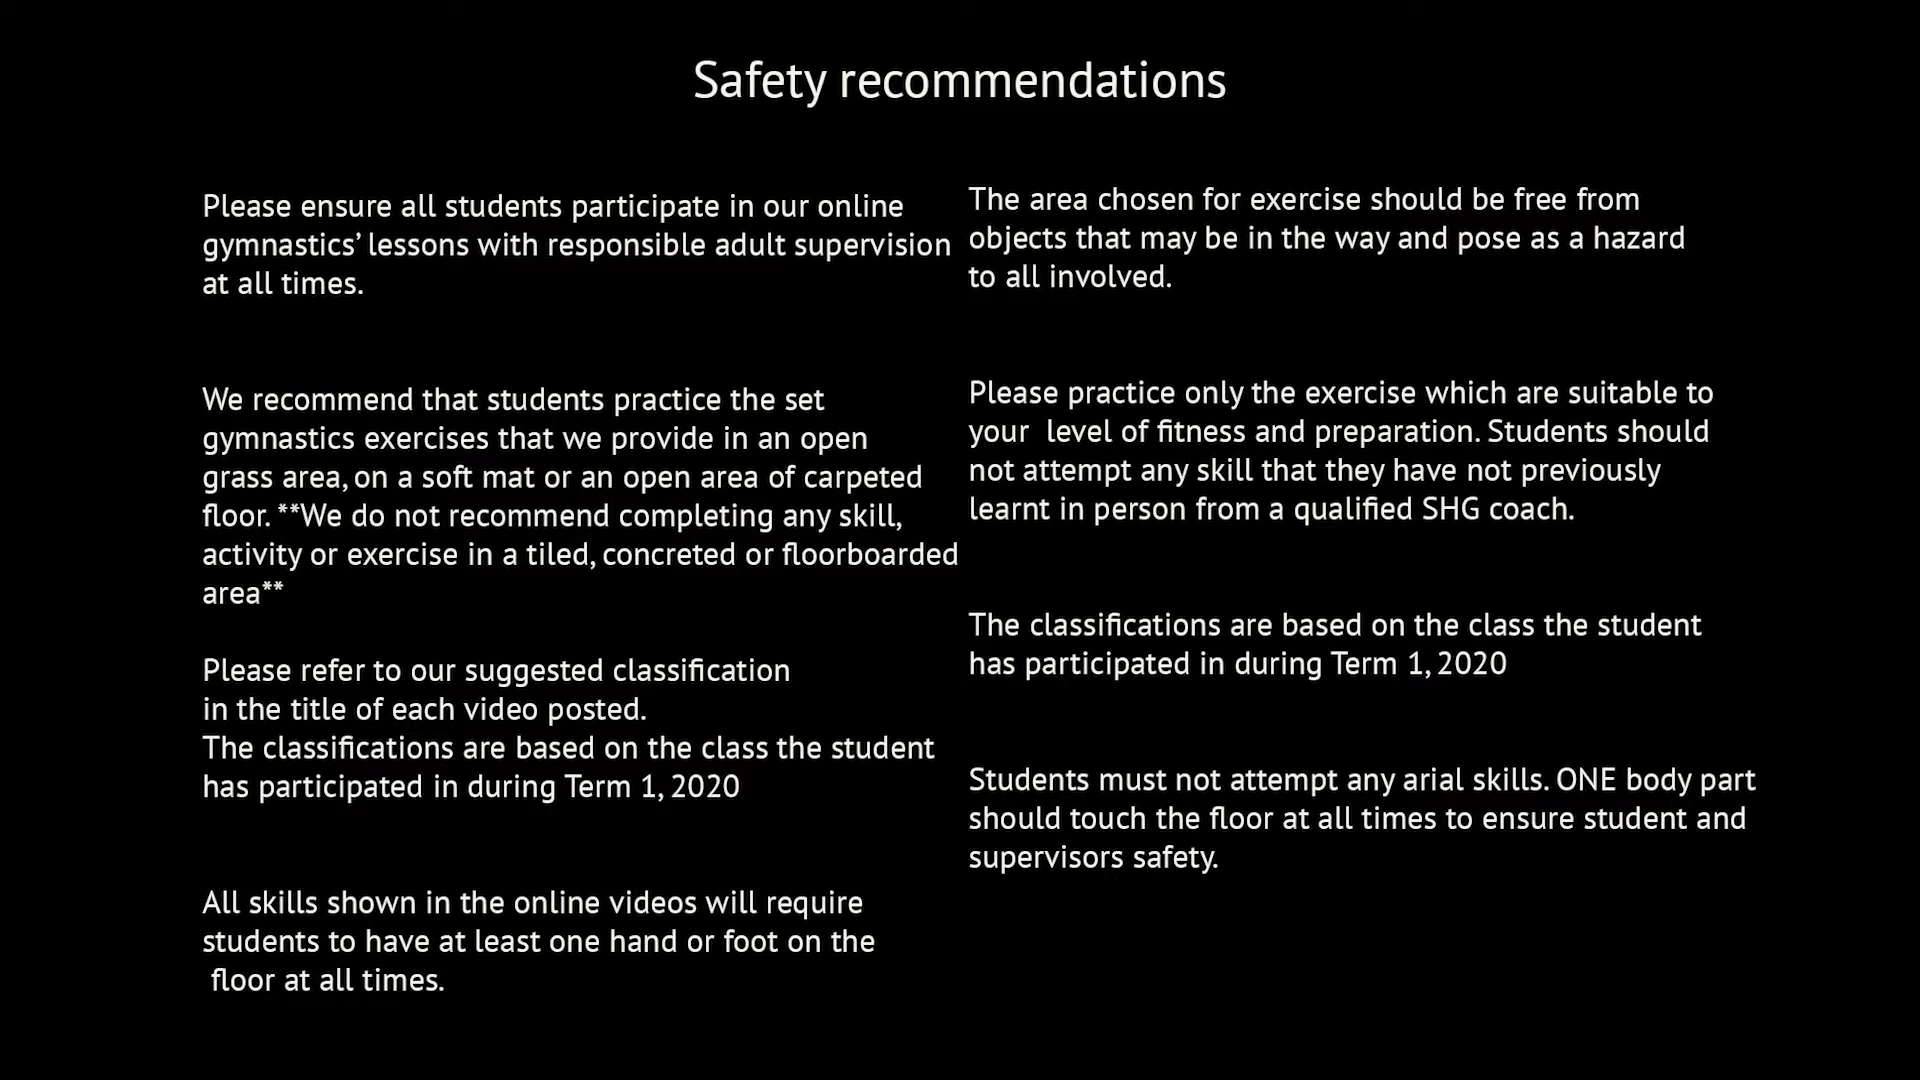 Safety recommendations
Please ensure all students participate in our online
gymnastics’ lessons with responsible adult supervision
at all times.
We recommend that students practice the set
gymnastics exercises that we provide in an open
grass area, on a soft mat or an open area of carpeted
floor. **We do not recommend completing any skill,
activity or exercise in a tiled, concreted or floorboarded
area**
Please refer to our suggested classification
in the title of each video posted.
The classifications are based on the class the student
has participated in during Term 1, 2020
All skills shown in the online videos will require
students to have at least one hand or foot on the
floor at all times.
The area chosen for exercise should be free from
objects that may be in the way and pose as a hazard
to all involved.
Please practice only the exercise which are suitable to
your  level of fitness and preparation. Students should
not attempt any skill that they have not previously
learnt in person from a qualified SHG coach.
The classifications are based on the class the student
has participated in during Term 1, 2020
Students must not attempt any arial skills. ONE body part
should touch the floor at all times to ensure student and
supervisors safety.